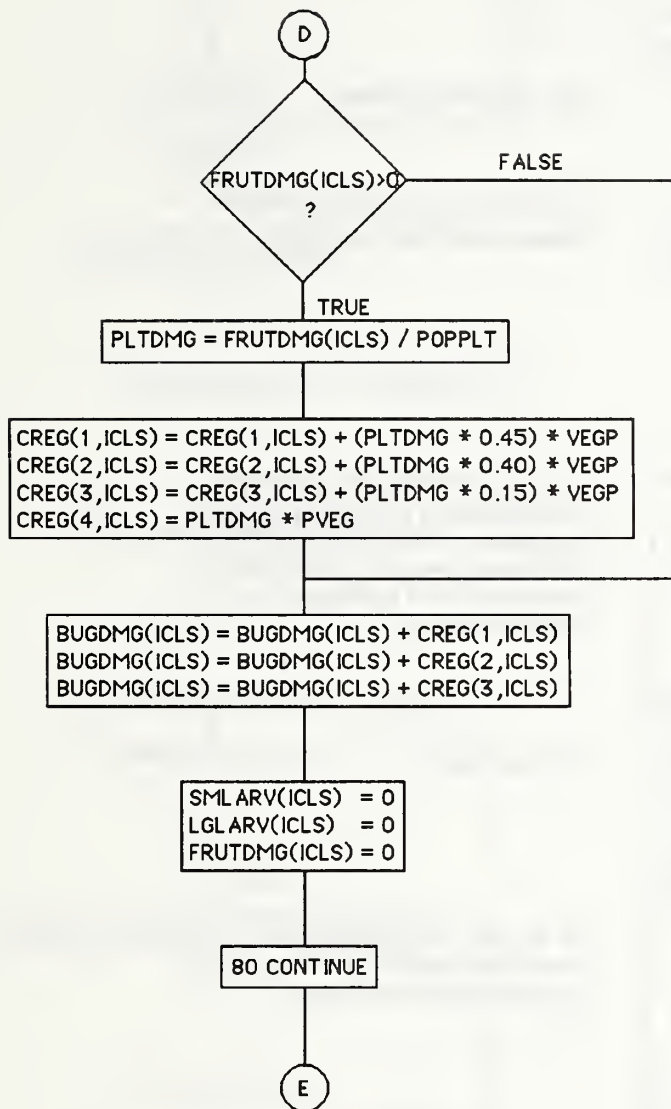 D
FRUTDMG(ICLS)>0
?
FALSE
TRUE
PLTDMG = FRUTDMG(ICLS) / POPPLT
CREG(1,ICLS) = CREG(1,ICLS) + (PLTDMG * 0.45) * VEGP
CREG(2,ICLS) = CREG(2,ICLS) + (PLTDMG * 0.40) * VEGP
CREG(3,ICLS) = CREG(3,ICLS) + (PLTDMG * 0.15) * VEGP
CREG(4,ICLS) = PLTDMG * PVEG
BUGDMG(ICLS) = BUGDMG(ICLS) + CREG(1,ICLS)
BUGDMG(ICLS) = BUGDMG(ICLS) + CREG(2,ICLS)
BUGDMG(ICLS) = BUGDMG(ICLS) + CREG(3,ICLS)
SMLARV(ICLS) = 0
LGLARV(ICLS) = 0
FRUTDMG(ICLS) = 0
80 CONTINUE
E